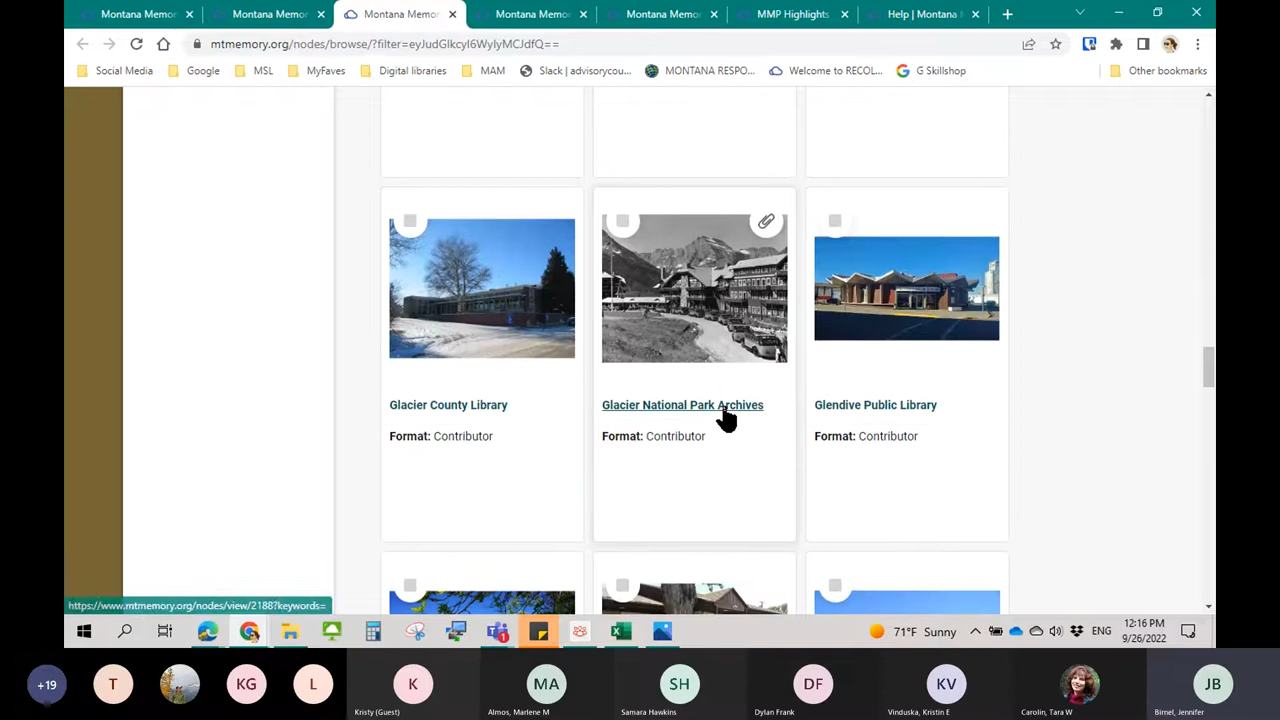 Montana Memor
Montana Memor
Montana Memor
Montana Memor
Montana Memor
MMP Highlights
Help | Montana M
mtmemory.org/nodes/browse/?filter=eyJudGlkcyI6WyIyMCJdfQ==
Social Media
Google
MSL
MyFaves
Digital libraries
MAM
Slack | advisorycou...
MONTANA RESPO...
Welcome to RECOL...
G Skillshop
Other bookmarks
Glacier County Library
Format: Contributor
Glacier National Park Archives
Format: Contributor
Glendive Public Library
Format: Contributor
https://www.mtmemory.org/nodes/view/2188?keywords=
71°F Sunny
ENG
12:16 PM
9/26/2022
+19
T
KG
L
K
Kristy (Guest)
MA
Almos, Marlene M
SH
Samara Hawkins
DF
Dylan Frank
KV
Vinduska, Kristin E
Carolin, Tara W
JB
Birnel, Jennifer